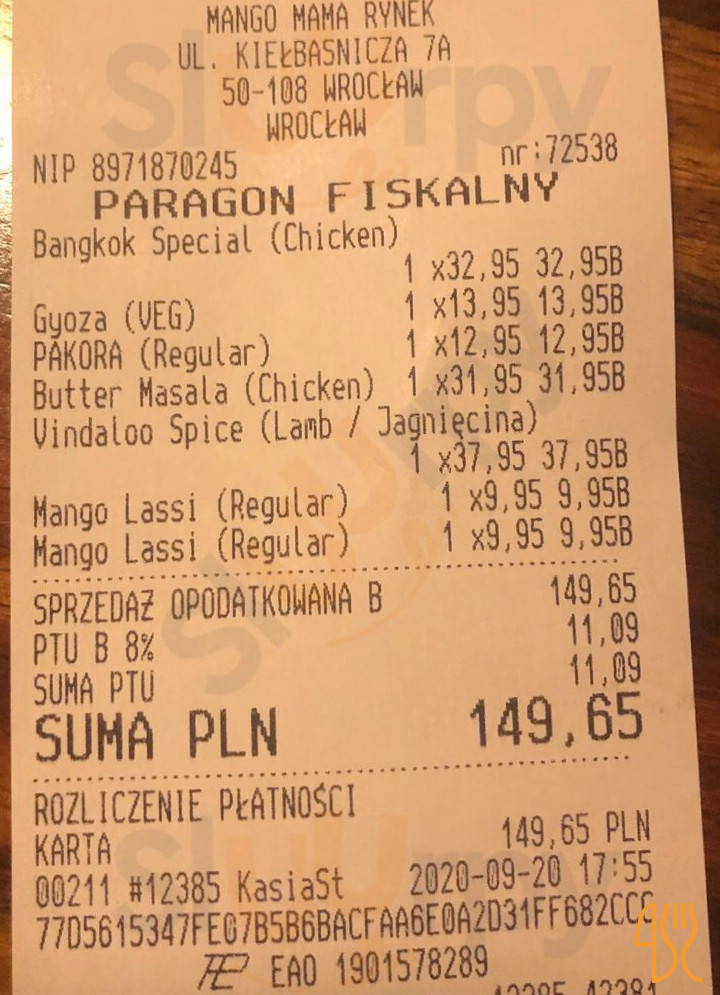 MANGO MAMA RYNEK
UL. KIEŁBAŚNICZA 7A
50-108 WROCŁAW
WROCŁAW
NIP 8971870245 nr:72538
PARAGON FISKALNY
Bangkok Special (Chicken)
1 x32,95 32,95B
Gyoza (VEG) 1 x13,95 13,95B
PAKORA (Regular) 1 x12,95 12,95B
Butter Masala (Chicken) 1 x31,95 31,95B
Vindaloo Spice (Lamb / Jagnięcina)
1 x37,95 37,95B
Mango Lassi (Regular) 1 x9,95 9,95B
Mango Lassi (Regular) 1 x9,95 9,95B
SPRZEDAŻ OPODATKOWANA B 149,65
PTU B 8% 11,09
SUMA PTU 11,09
SUMA PLN 149,65
ROZLICZENIE PŁATNOŚCI
KARTA 149,65 PLN
00211 #12385 KasiaSt 2020-09-20 17:55
EAO 1901578289